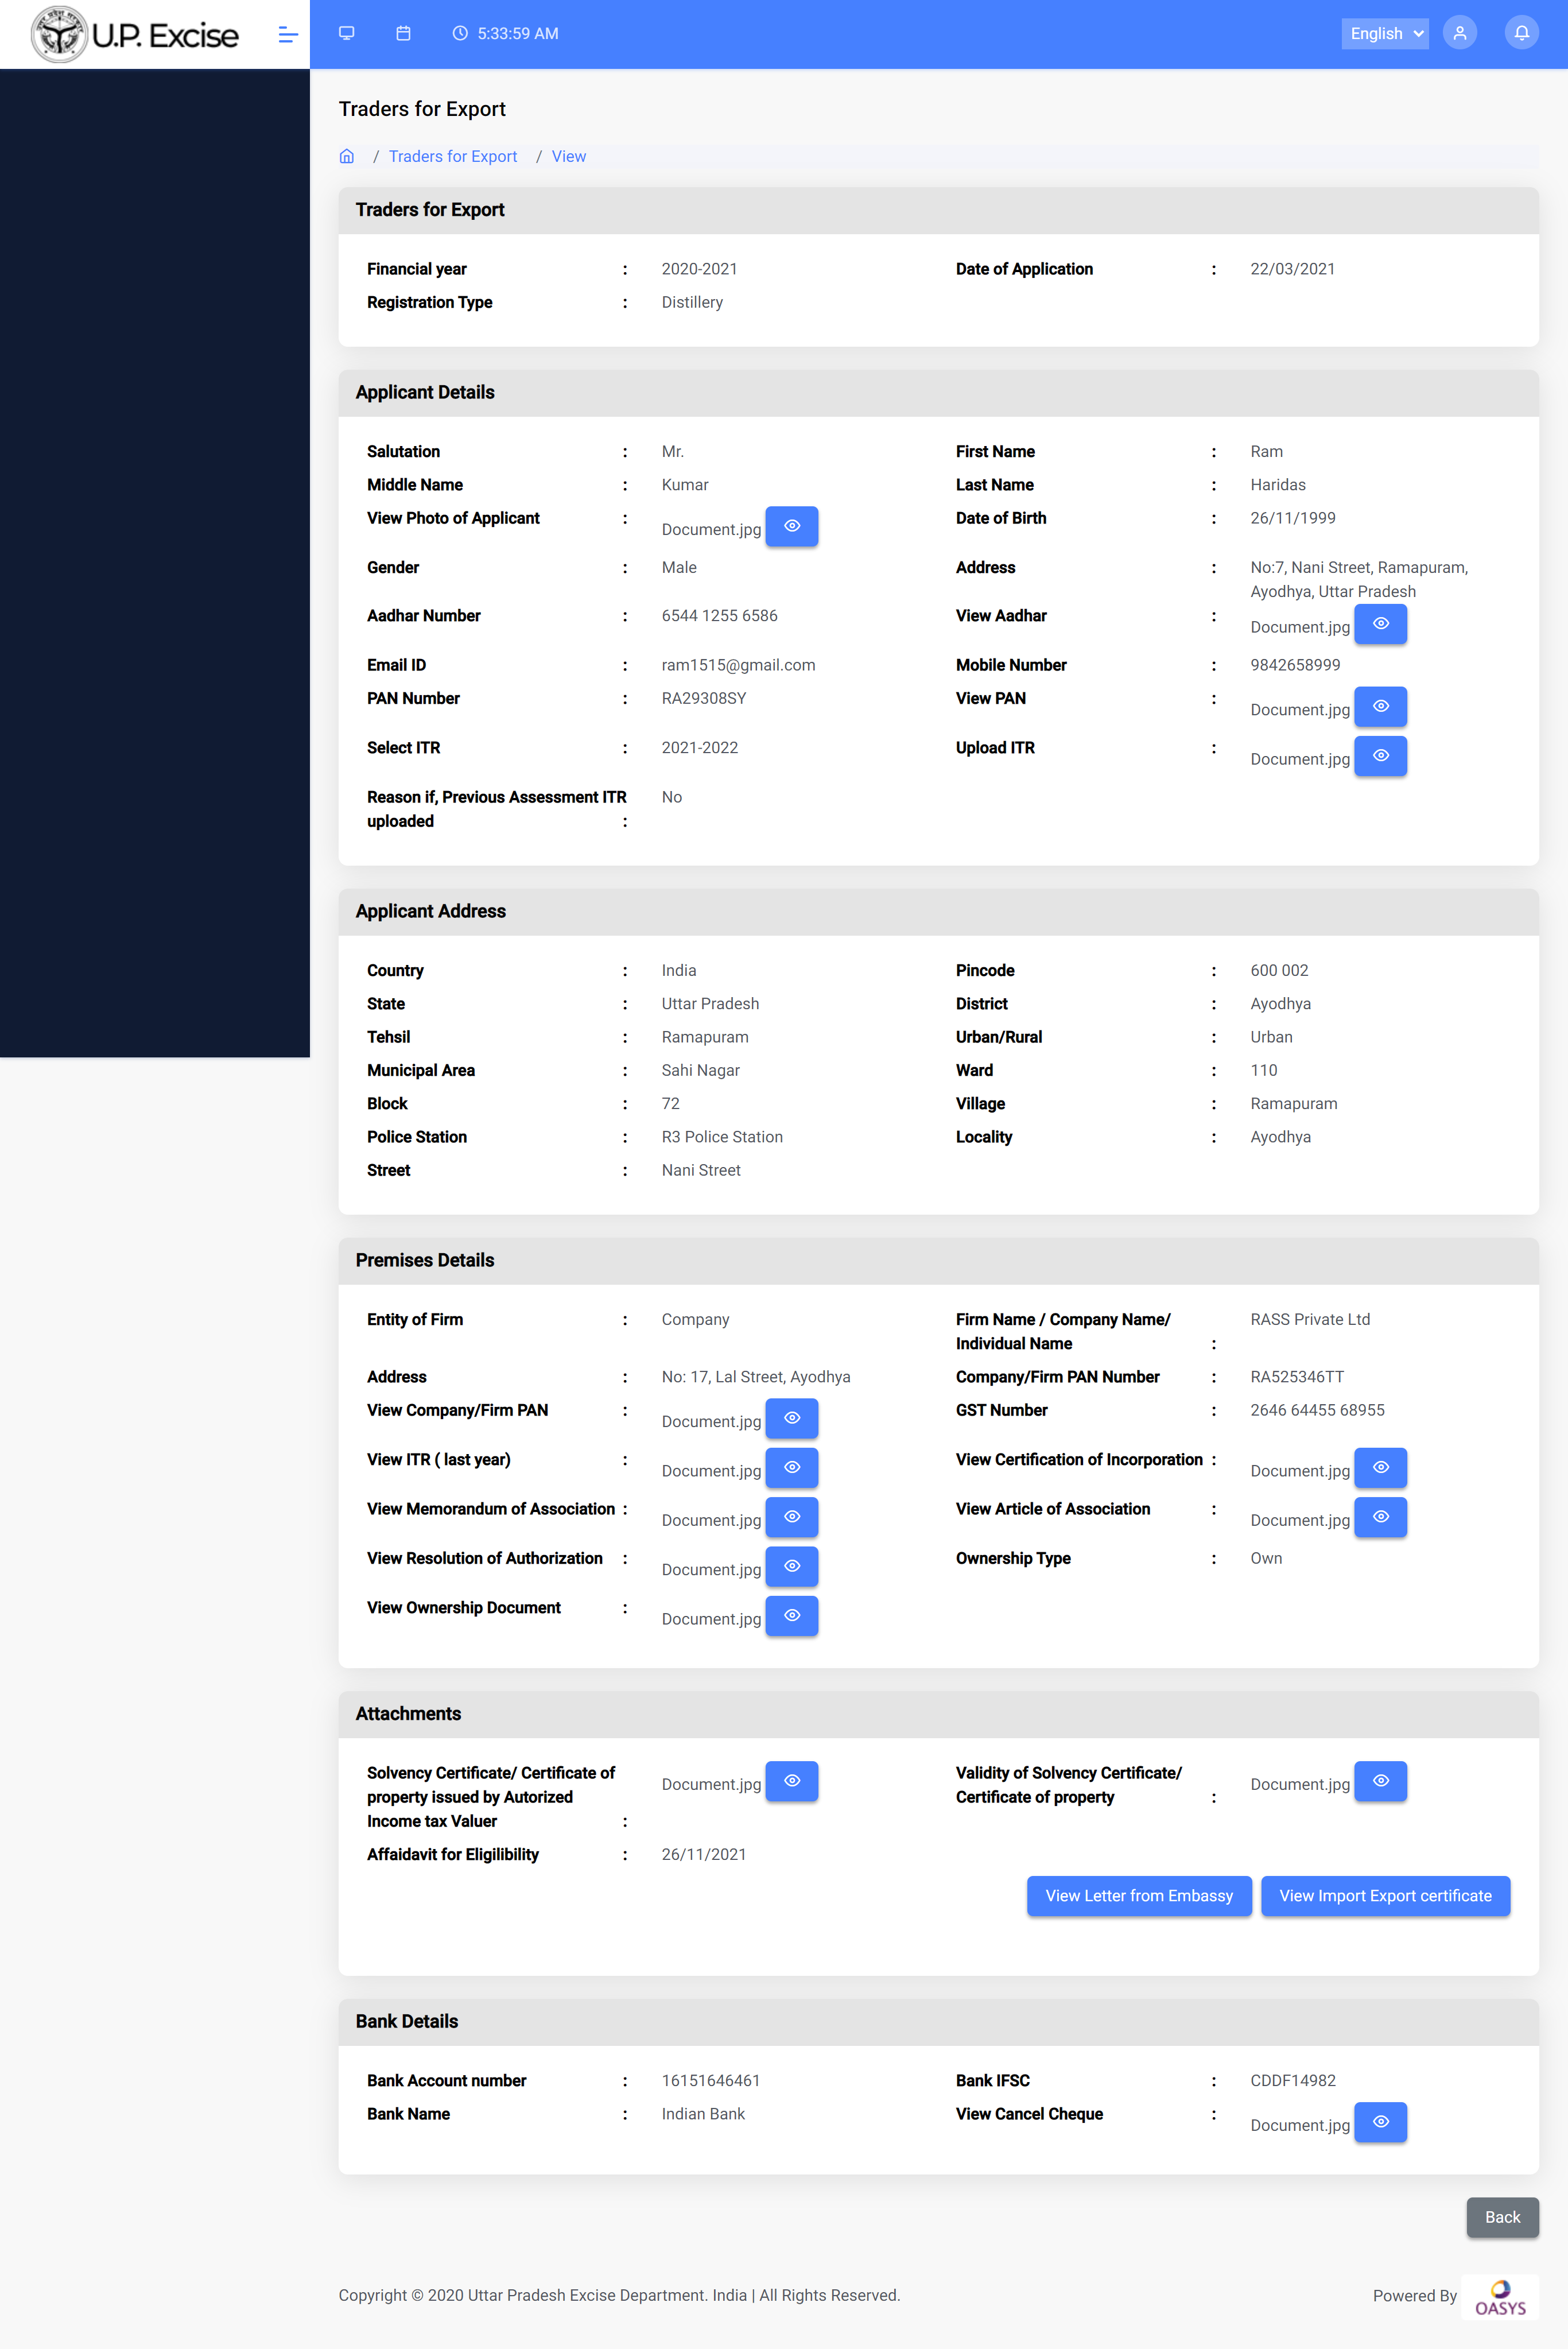 U.P. Excise
5:33:59 AM
English
Traders for Export
/ Traders for Export / View
Traders for Export
Financial year : 2020-2021 Date of Application : 22/03/2021
Registration Type : Distillery
Applicant Details
Salutation : Mr. First Name : Ram
Middle Name : Kumar Last Name : Haridas
View Photo of Applicant : Document.jpg Date of Birth : 26/11/1999
Gender : Male Address : No:7, Nani Street, Ramapuram,
Ayodhya, Uttar Pradesh
Aadhar Number : 6544 1255 6586 View Aadhar : Document.jpg
Email ID : ram1515@gmail.com Mobile Number : 9842658999
PAN Number : RA29308SY View PAN : Document.jpg
Select ITR : 2021-2022 Upload ITR : Document.jpg
Reason if, Previous Assessment ITR No
uploaded :
Applicant Address
Country : India Pincode : 600 002
State : Uttar Pradesh District : Ayodhya
Tehsil : Ramapuram Urban/Rural : Urban
Municipal Area : Sahi Nagar Ward : 110
Block : 72 Village : Ramapuram
Police Station : R3 Police Station Locality : Ayodhya
Street : Nani Street
Premises Details
Entity of Firm : Company Firm Name / Company Name/ RASS Private Ltd
Individual Name :
Address : No: 17, Lal Street, Ayodhya Company/Firm PAN Number : RA525346TT
View Company/Firm PAN : Document.jpg GST Number : 2646 64455 68955
View ITR ( last year) : Document.jpg View Certification of Incorporation : Document.jpg
View Memorandum of Association : Document.jpg View Article of Association : Document.jpg
View Resolution of Authorization : Document.jpg Ownership Type : Own
View Ownership Document : Document.jpg
Attachments
Solvency Certificate/ Certificate of Document.jpg Validity of Solvency Certificate/ Document.jpg
property issued by Autorized Certificate of property :
Income tax Valuer :
Affaidavit for Eligilibility : 26/11/2021
View Letter from Embassy View Import Export certificate
Bank Details
Bank Account number : 16151646461 Bank IFSC : CDDF14982
Bank Name : Indian Bank View Cancel Cheque : Document.jpg
Back
Copyright © 2020 Uttar Pradesh Excise Department. India | All Rights Reserved. Powered By OASYS